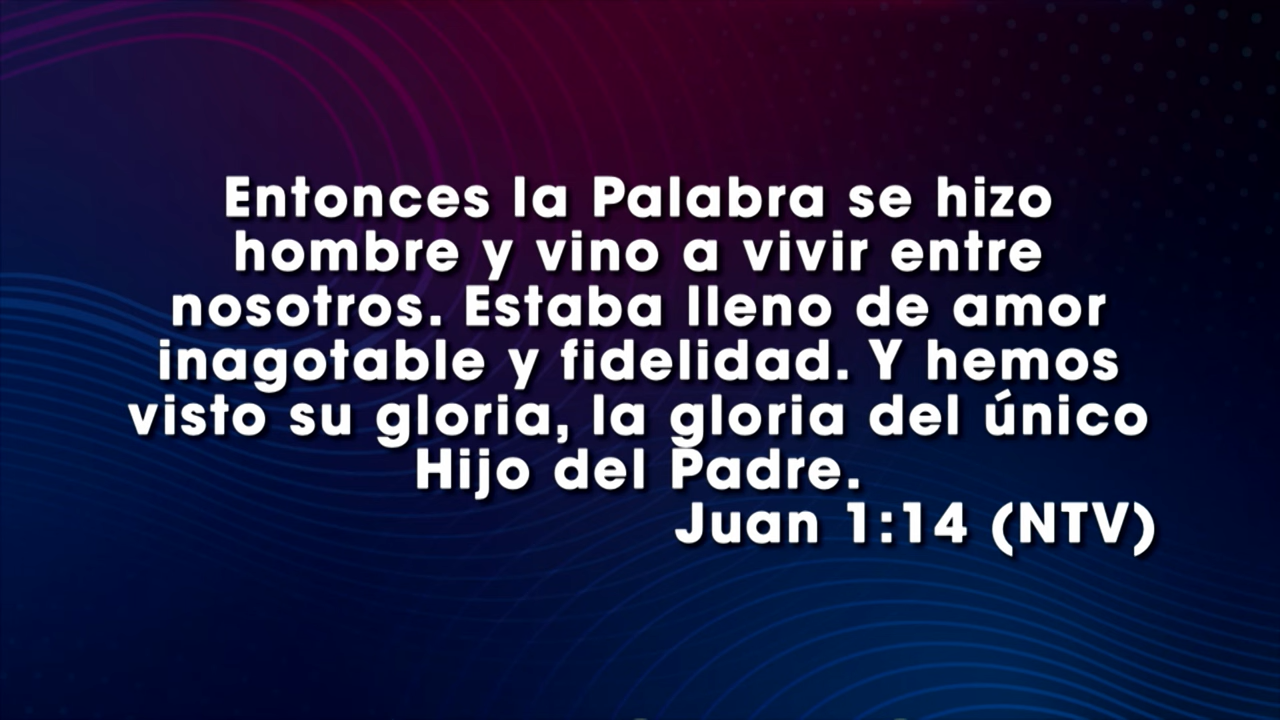 Entonces la Palabra se hizo
hombre y vino a vivir entre
nosotros. Estaba lleno de amor
inagotable y fidelidad. Y hemos
visto su gloria, la gloria del único
Hijo del Padre.
Juan 1:14 (NTV)